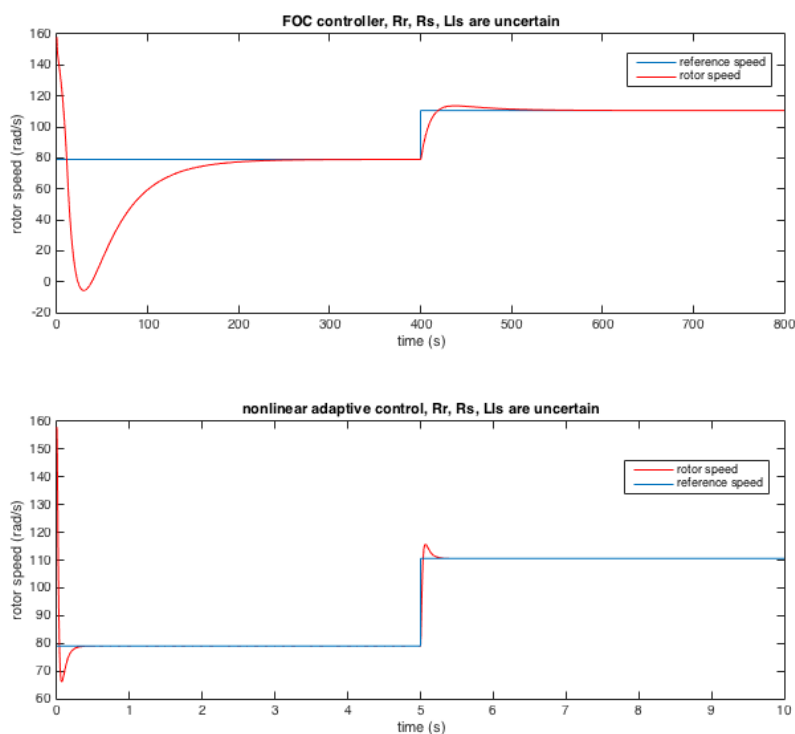 FOC controller, Rr, Rs, Lls are uncertain
160
140
120
100
80
60
40
20
0
-20
rotor speed (rad/s)
reference speed
rotor speed
0 100 200 300 400 500 600 700 800
time (s)
nonlinear adaptive control, Rr, Rs, Lls are uncertain
160
150
140
130
120
110
100
90
80
70
60
rotor speed (rad/s)
rotor speed
reference speed
0 1 2 3 4 5 6 7 8 9 10
time (s)